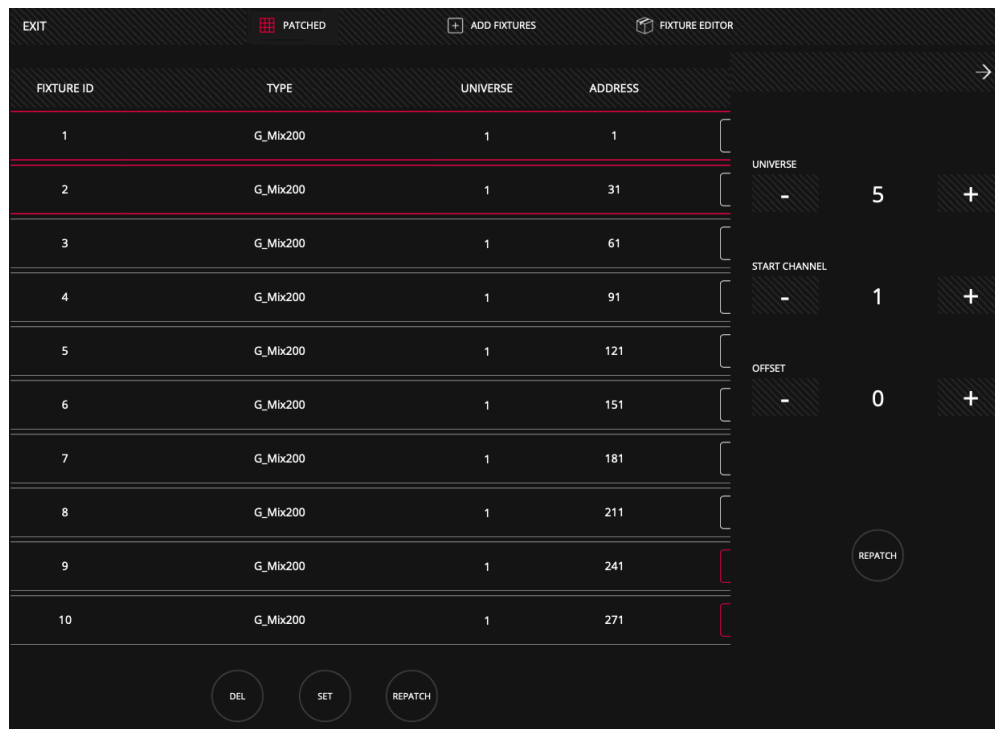 EXIT PATCHED ADD FIXTURES FIXTURE EDITOR
FIXTURE ID TYPE UNIVERSE ADDRESS
1 G_Mix200 1 1
2 G_Mix200 1 31
3 G_Mix200 1 61
4 G_Mix200 1 91
5 G_Mix200 1 121
6 G_Mix200 1 151
7 G_Mix200 1 181
8 G_Mix200 1 211
9 G_Mix200 1 241
10 G_Mix200 1 271
DEL SET REPATCH
UNIVERSE
- 5 +
START CHANNEL
- 1 +
OFFSET
- 0 +
REPATCH